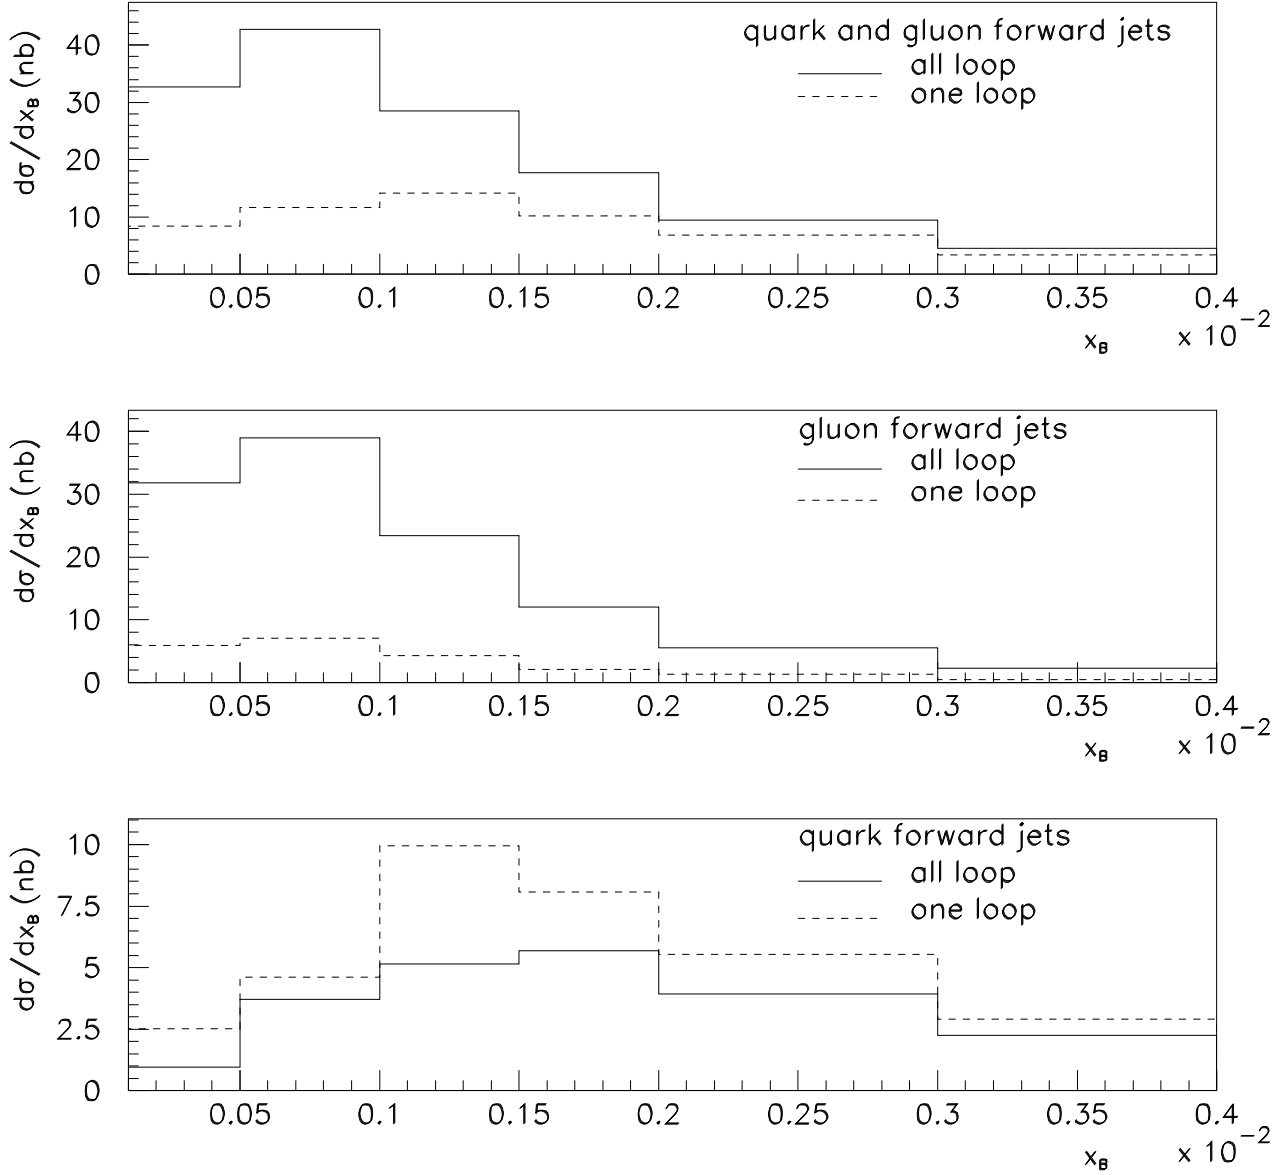 quark and gluon forward jets
all loop
one loop
dσ/dx_B (nb)
40
30
20
10
0
0.05 0.1 0.15 0.2 0.25 0.3 0.35 0.4
x_B x 10^-2
gluon forward jets
all loop
one loop
dσ/dx_B (nb)
40
30
20
10
0
0.05 0.1 0.15 0.2 0.25 0.3 0.35 0.4
x_B x 10^-2
quark forward jets
all loop
one loop
dσ/dx_B (nb)
10
7.5
5
2.5
0
0.05 0.1 0.15 0.2 0.25 0.3 0.35 0.4
x_B x 10^-2